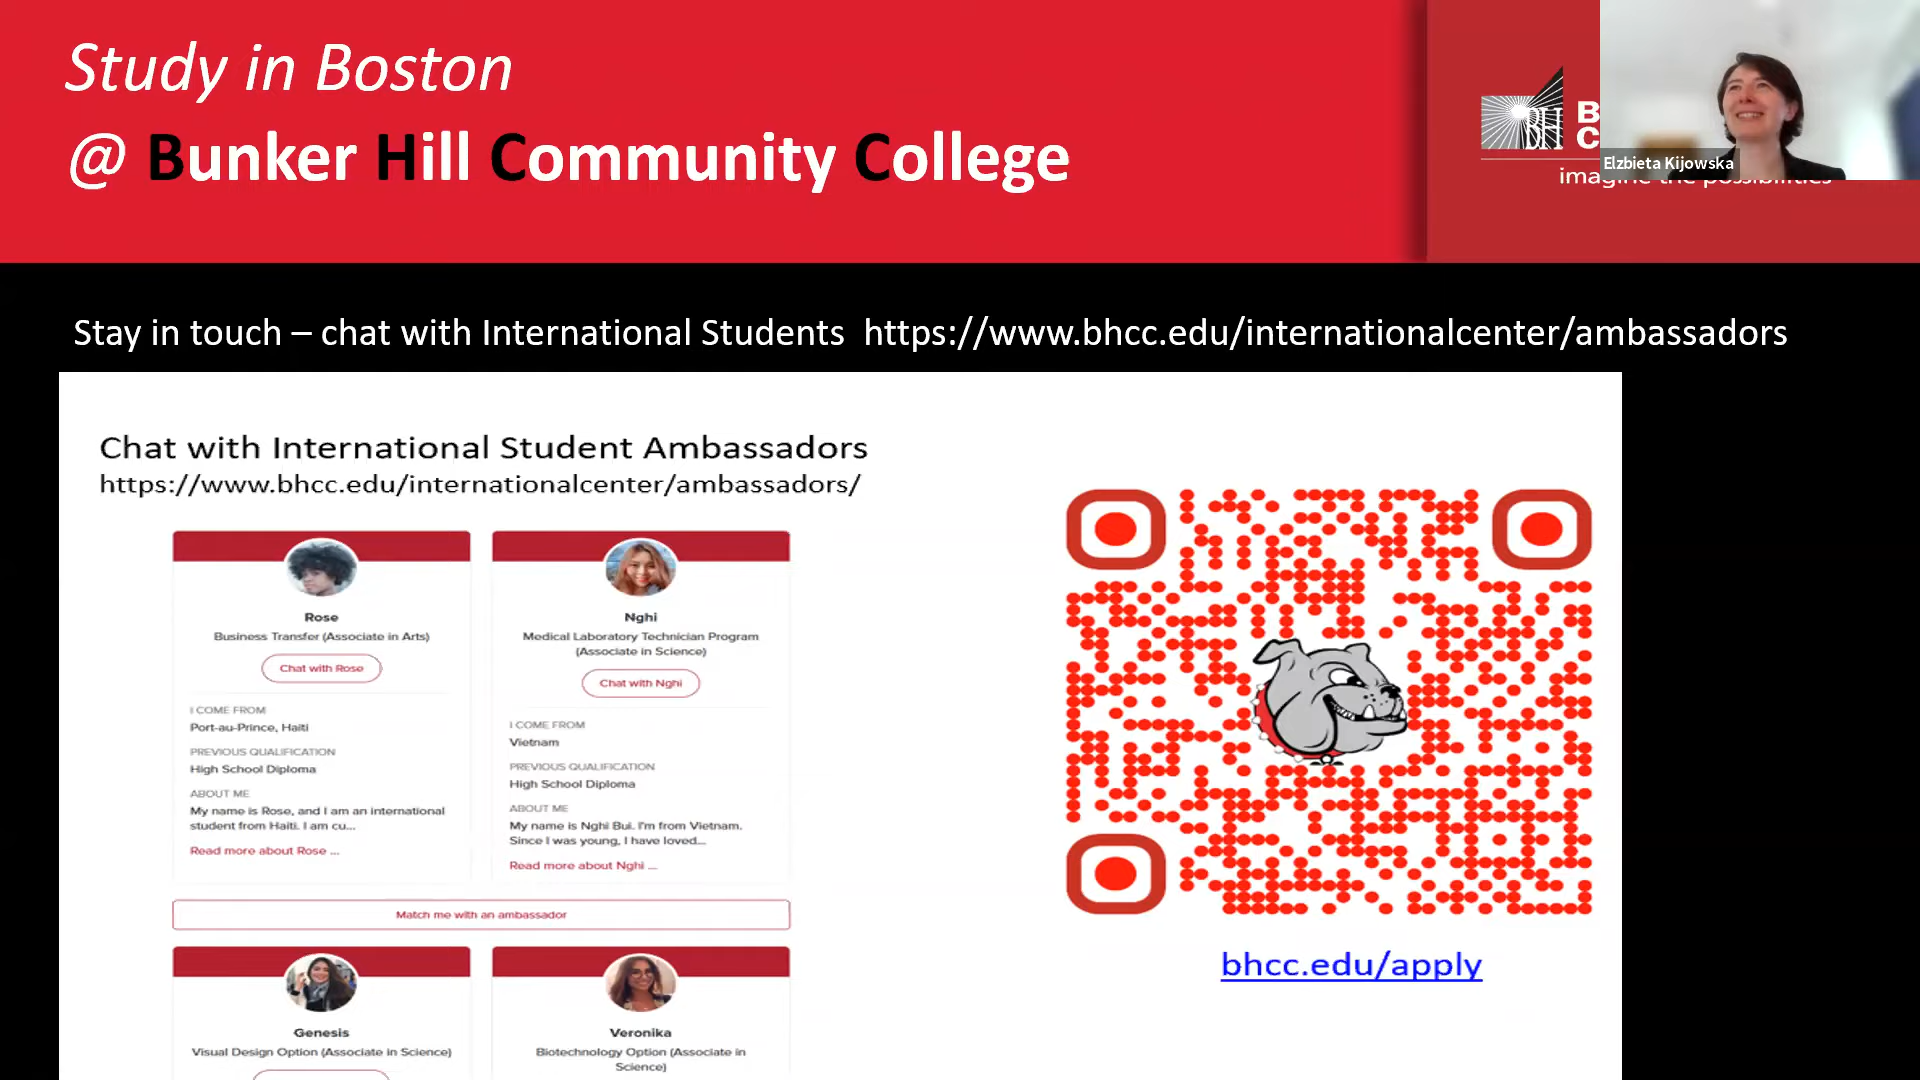 Study in Boston
@ Bunker Hill Community College
BH
B
C
Elzbieta Kijowska
imagine the possibilities
Stay in touch – chat with International Students https://www.bhcc.edu/internationalcenter/ambassadors
Chat with International Student Ambassadors
https://www.bhcc.edu/internationalcenter/ambassadors/
Rose
Business Transfer (Associate in Arts)
Chat with Rose
I COME FROM
Port-au-Prince, Haiti
PREVIOUS QUALIFICATION
High School Diploma
ABOUT ME
My name is Rose, and I am an international
student from Haiti. I am cu...
Read more about Rose ...
Nghi
Medical Laboratory Technician Program
(Associate in Science)
Chat with Nghi
I COME FROM
Vietnam
PREVIOUS QUALIFICATION
High School Diploma
ABOUT ME
My name is Nghi Bui. I'm from Vietnam.
Since I was young, I have loved...
Read more about Nghi ...
Match me with an ambassador
Genesis
Visual Design Option (Associate in Science)
Veronika
Biotechnology Option (Associate in
Science)
bhcc.edu/apply